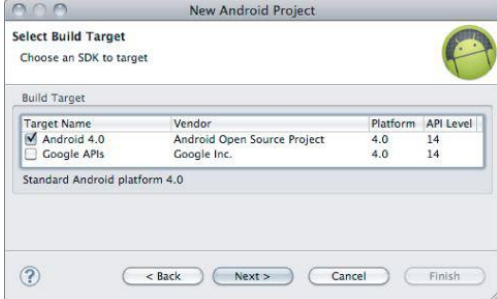 New Android Project
Select Build Target
Choose an SDK to target
Build Target
Target Name Vendor Platform API Level
Android 4.0 Android Open Source Project 4.0 14
Google APIs Google Inc. 4.0 14
Standard Android platform 4.0
? < Back Next > Cancel Finish